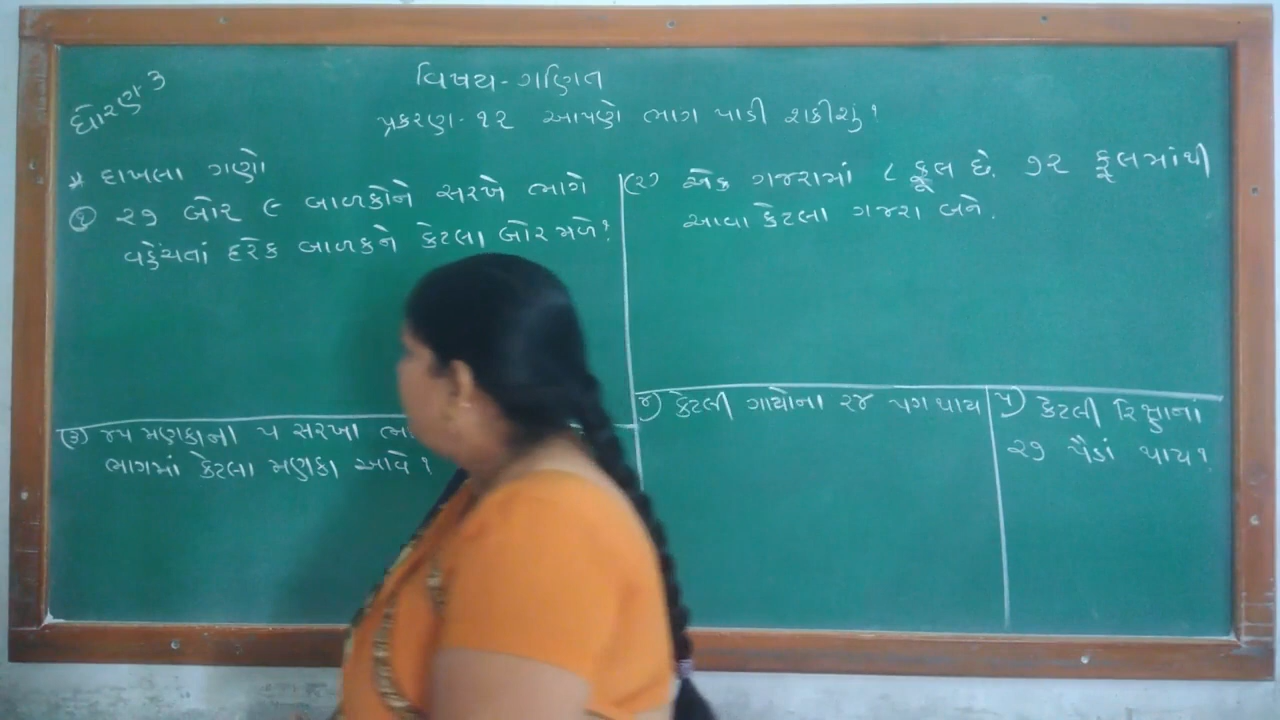 ધોરણ ૩
વિષય - ગણિત
પ્રકરણ - ૧૨ આપણે ભાગ પાડી શકીશું?
* દાખલા ગણો
(૧) ૨૭ બોર ૯ બાળકોને સરખે ભાગે
વહેંચતાં દરેક બાળકને કેટલા બોર મળે?
(૨) એક ગજરામાં ૮ ફૂલ છે. ૭૨ ફૂલમાંથી
આવા કેટલા ગજરા બને.
(૩) ૪૫ મણકાના ૫ સરખા
ભાગમાં કેટલા મણકા આવે?
૪) કેટલી ગાયોના ૨૪ પગ થાય
૫) કેટલી રિક્ષાનાં
૨૭ પૈડાં થાય?